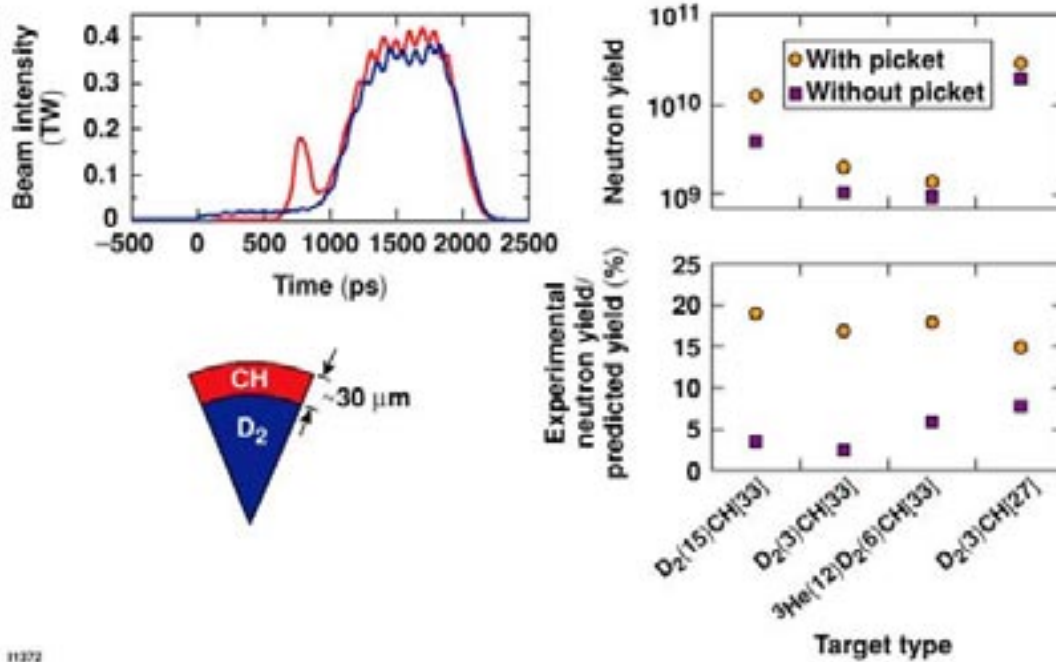 Beam intensity
(TW)
0.4
0.3
0.2
0.1
0
–500
0
500
1000
1500
2000
2500
Time (ps)
CH
D2
~30 μm
Neutron yield
10^11
10^10
10^9
With picket
Without picket
Experimental
neutron yield/
predicted yield (%)
25
20
15
10
5
0
D2(15)CH[33]
D2(3)CH[33]
3He(12)D2(6)CH[33]
D2(3)CH[27]
Target type